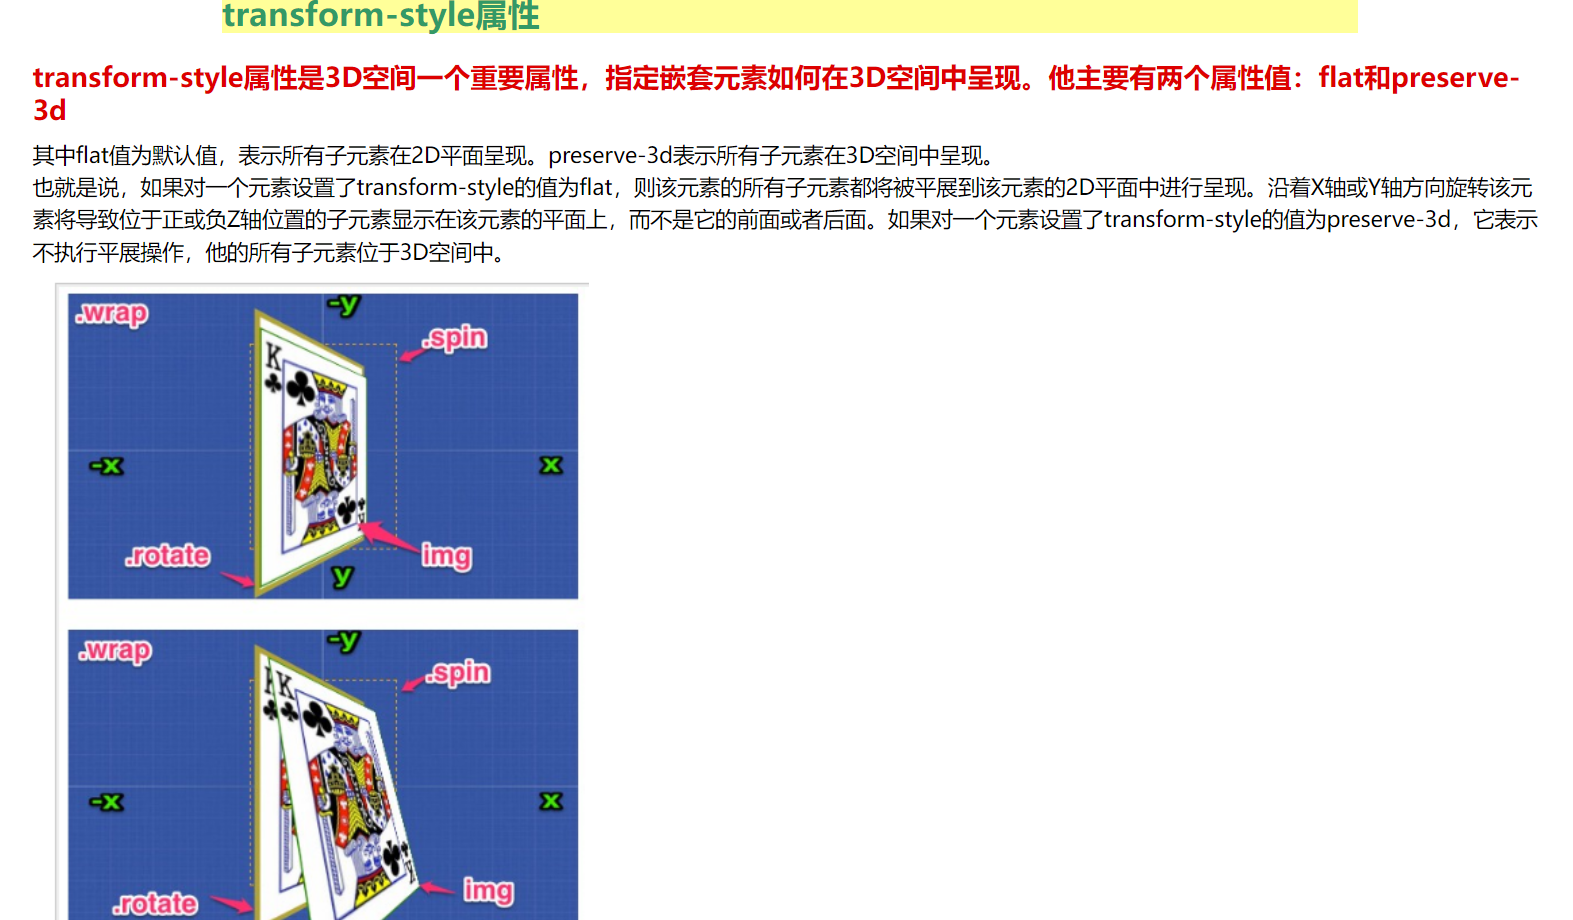 transform-style属性
transform-style属性是3D空间一个重要属性，指定嵌套元素如何在3D空间中呈现。他主要有两个属性值：flat和preserve-
3d
其中flat值为默认值，表示所有子元素在2D平面呈现。preserve-3d表示所有子元素在3D空间中呈现。
也就是说，如果对一个元素设置了transform-style的值为flat，则该元素的所有子元素都将被平展到该元素的2D平面中进行呈现。沿着X轴或Y轴方向旋转该元
素将导致位于正或负Z轴位置的子元素显示在该元素的平面上，而不是它的前面或者后面。如果对一个元素设置了transform-style的值为preserve-3d，它表示
不执行平展操作，他的所有子元素位于3D空间中。
.wrap
-y
.spin
K
-x
x
.rotate
img
y
K
.wrap
-y
.spin
K
K
-x
x
K
img
.rotate